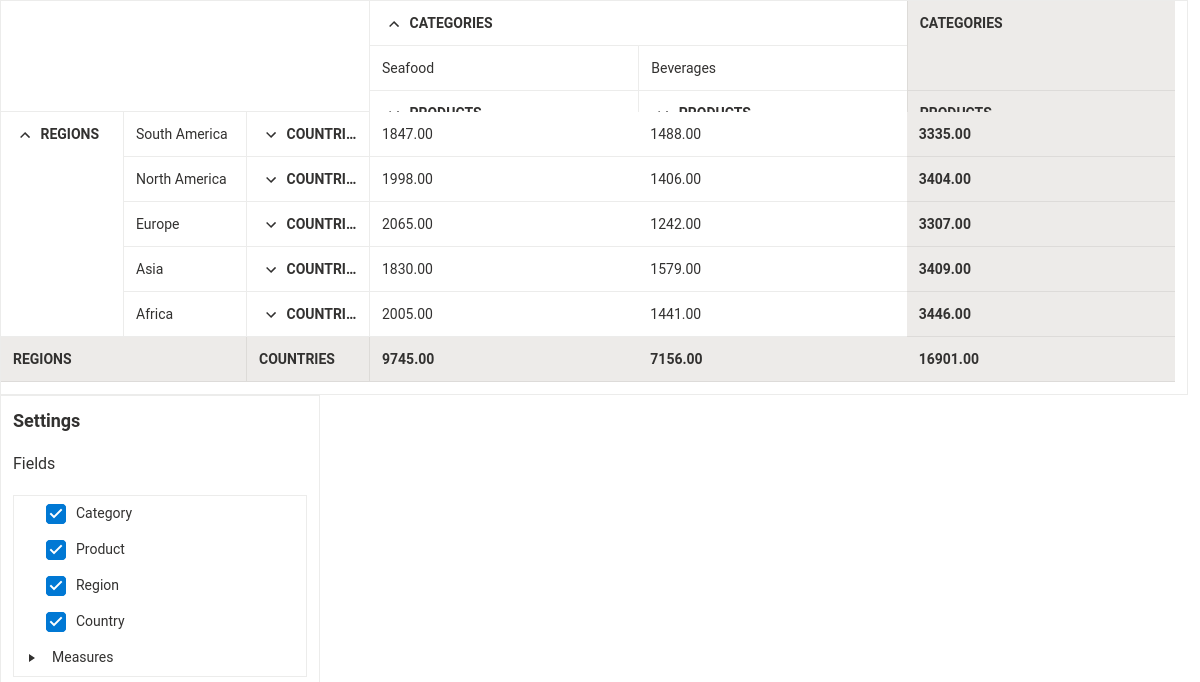 CATEGORIES CATEGORIES
Seafood Beverages
PRODUCTS PRODUCTS PRODUCTS
REGIONS South America COUNTRI... 1847.00 1488.00 3335.00
North America COUNTRI... 1998.00 1406.00 3404.00
Europe COUNTRI... 2065.00 1242.00 3307.00
Asia COUNTRI... 1830.00 1579.00 3409.00
Africa COUNTRI... 2005.00 1441.00 3446.00
REGIONS COUNTRIES 9745.00 7156.00 16901.00
Settings
Fields
Category
Product
Region
Country
Measures